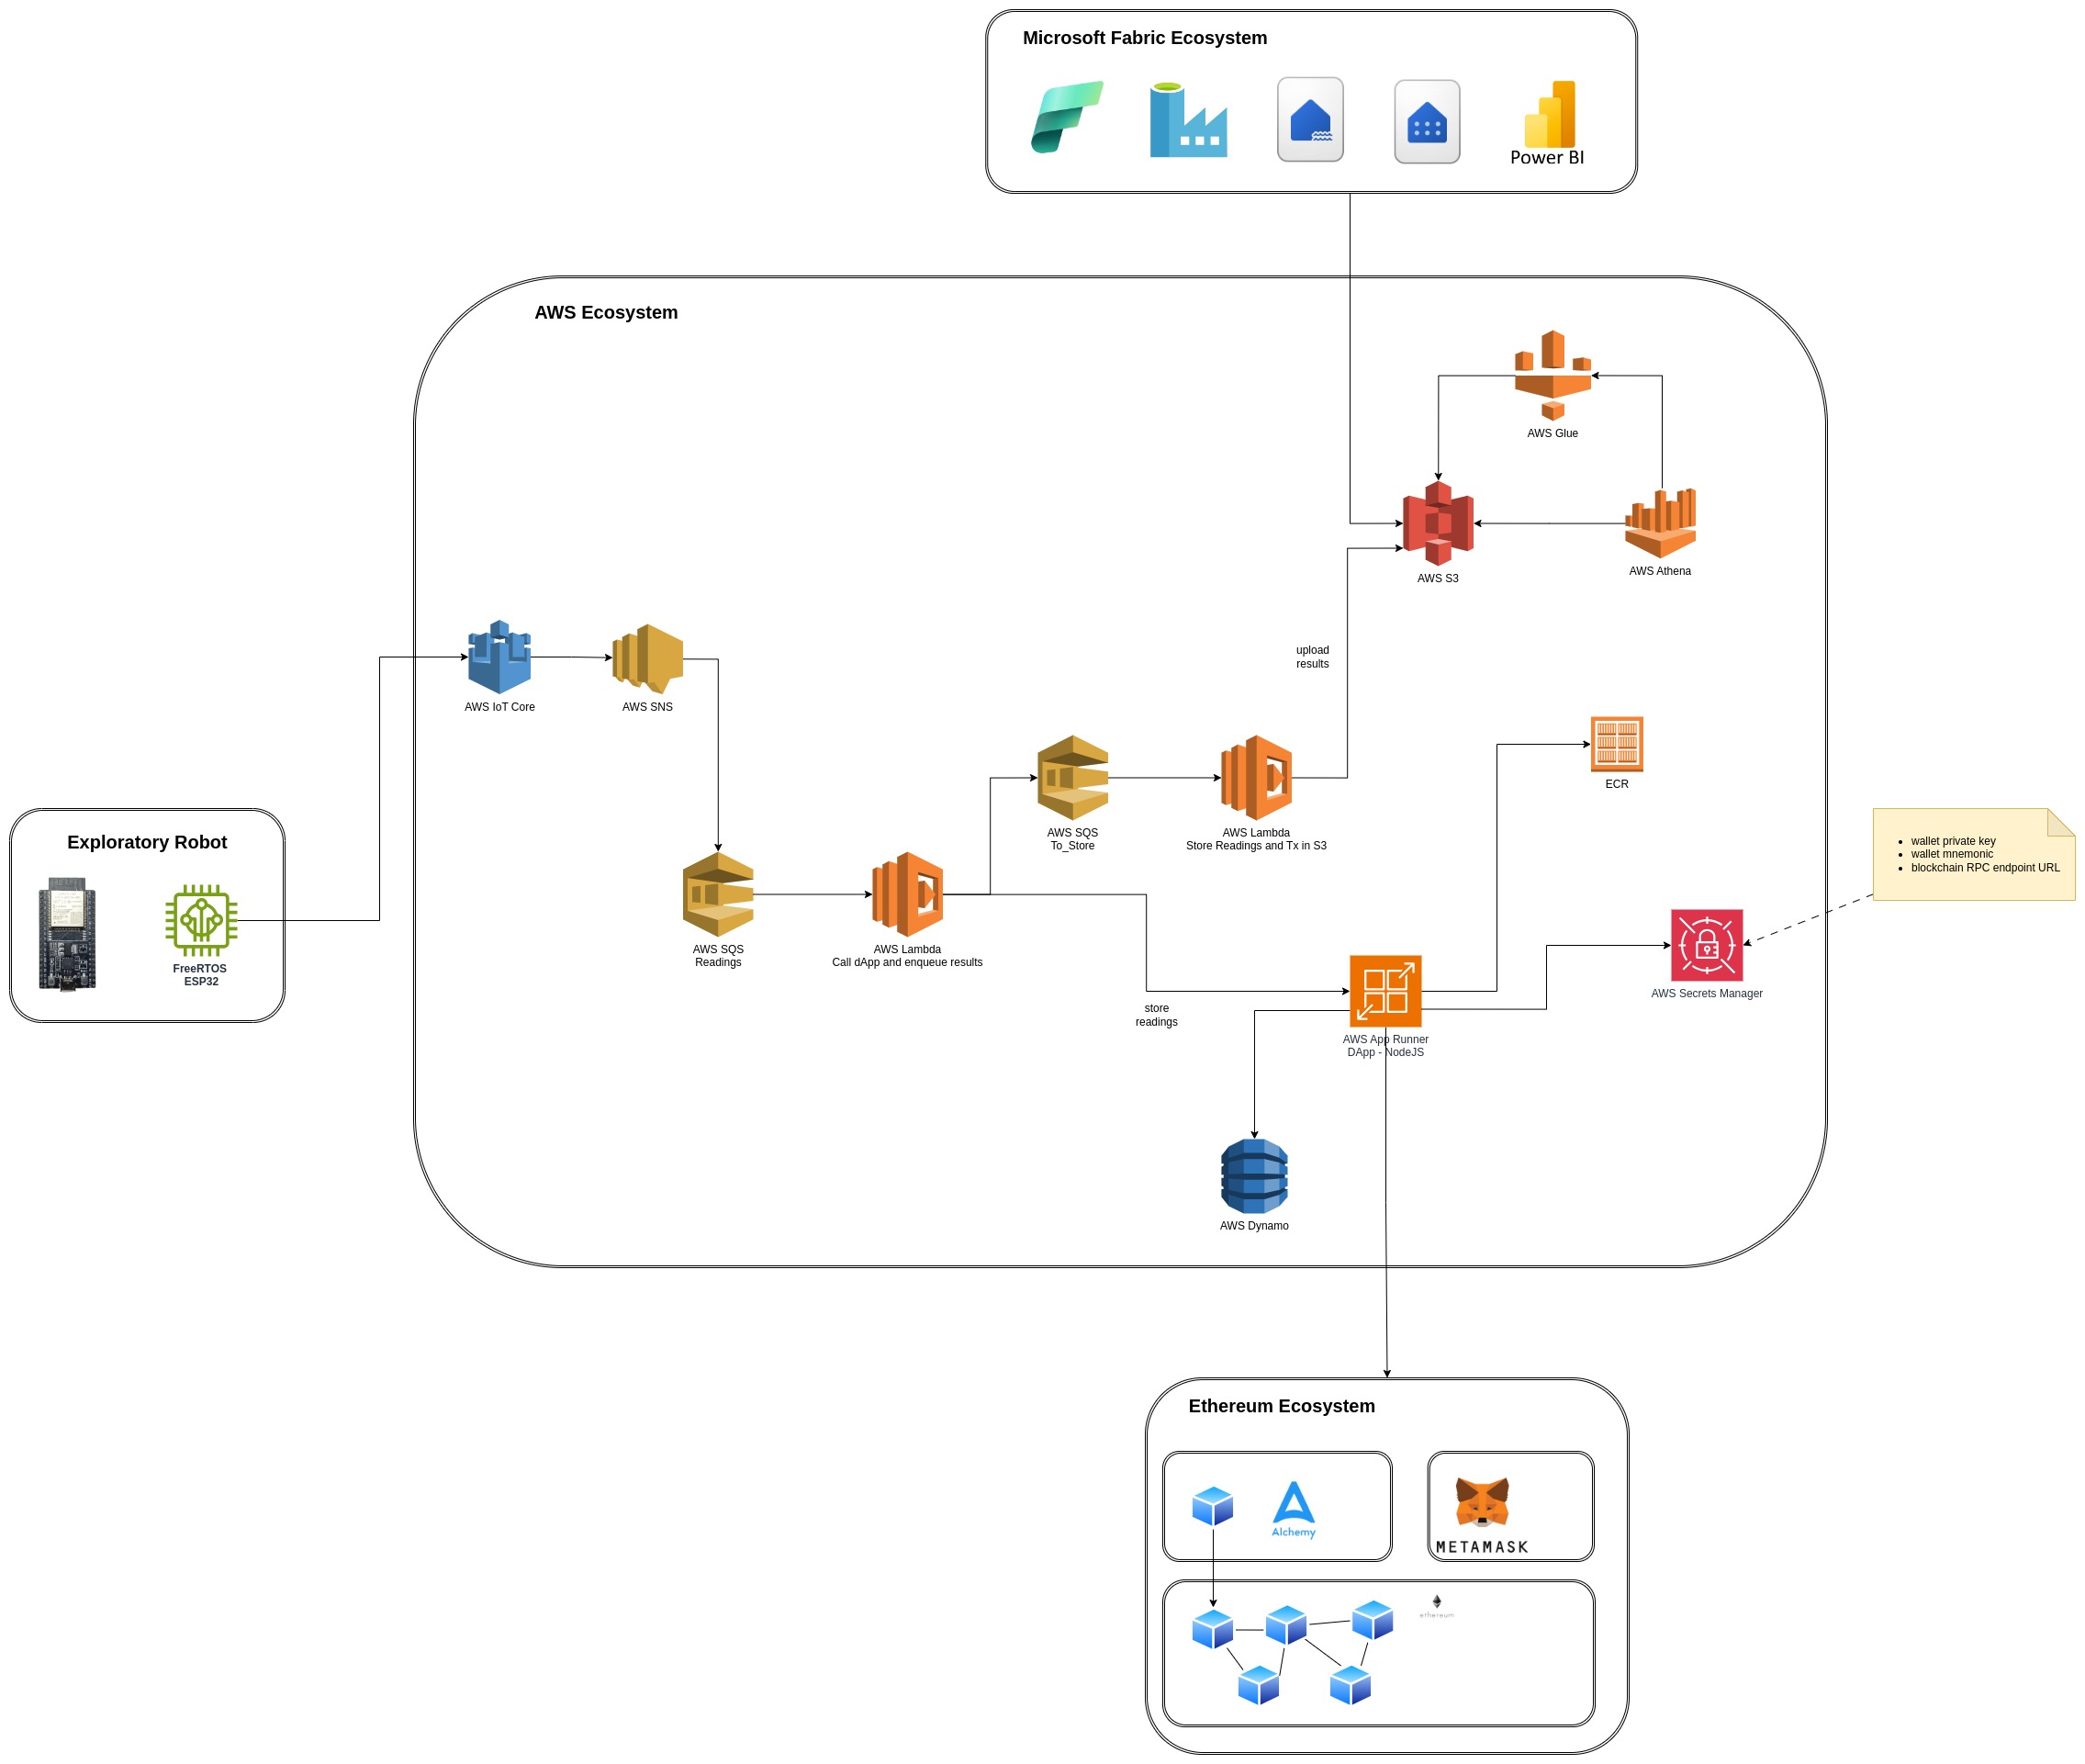 Microsoft Fabric Ecosystem
Power BI
AWS Ecosystem
AWS Glue
AWS S3
AWS Athena
upload
results
AWS IoT Core
AWS SNS
ECR
AWS SQS
To_Store
AWS Lambda
Store Readings and Tx in S3
Exploratory Robot
FreeRTOS
ESP32
AWS SQS
Readings
AWS Lambda
Call dApp and enqueue results
wallet private key
wallet mnemonic
blockchain RPC endpoint URL
AWS Secrets Manager
store
readings
AWS App Runner
DApp - NodeJS
AWS Dynamo
Ethereum Ecosystem
Alchemy
METAMASK
ethereum